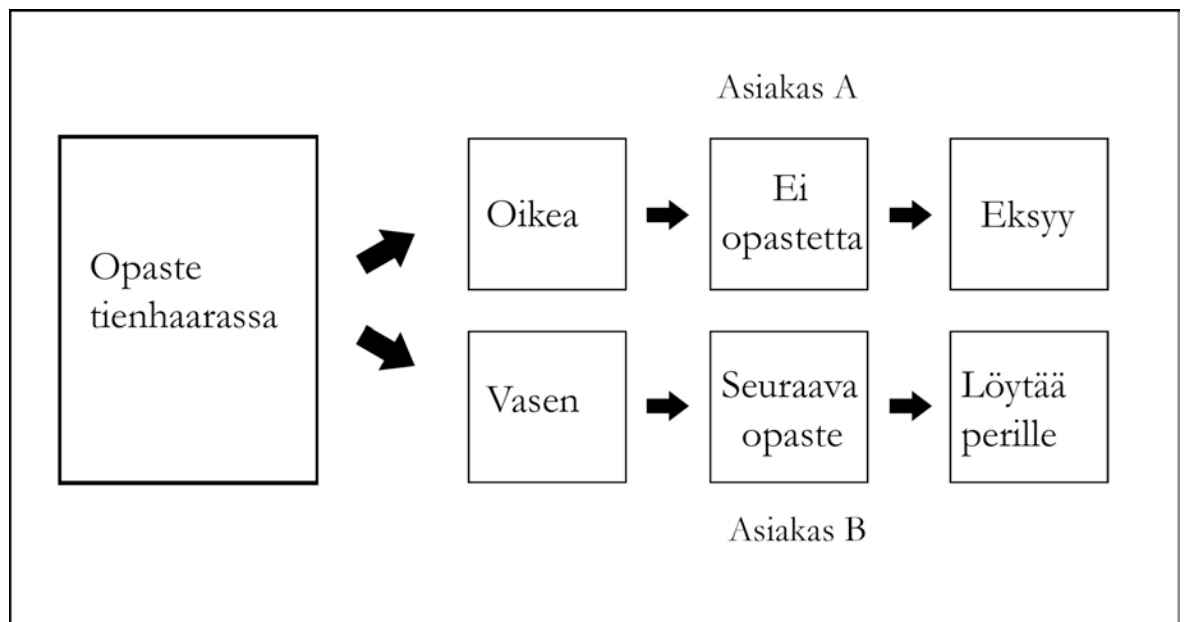 Asiakas A
Opaste
tienhaarassa
Oikea
Ei
opastetta
Eksyy
Vasen
Seuraava
opaste
Löytää
perille
Asiakas B